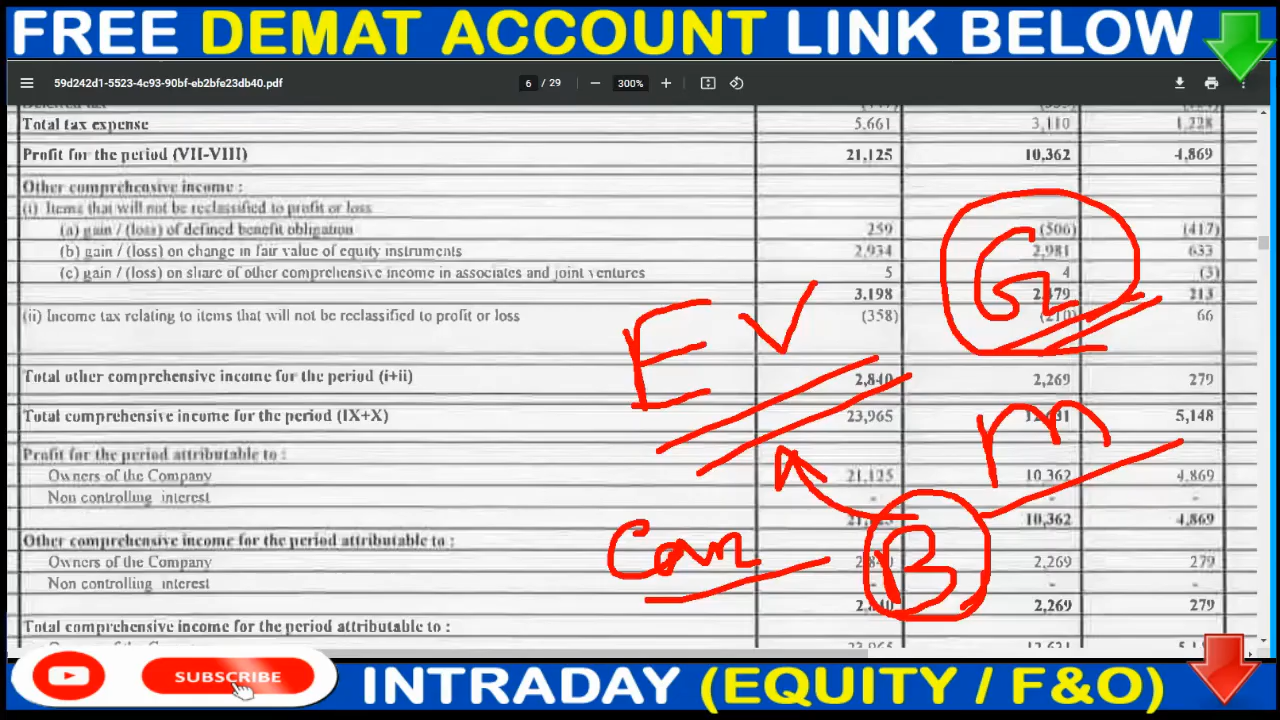 FREE DEMAT ACCOUNT LINK BELOW
59d242d1-5523-4c93-90bf-eb2bfe23db40.pdf 6 / 29 — 300% +
Total tax expense 5,661 3,110 1,228
Profit for the period (VII-VIII) 21,125 10,362 4,869
Other comprehensive income :
(i) Items that will not be reclassified to profit or loss
(a) gain / (loss) of defined benefit obligation 259 (506) (417)
(b) gain / (loss) on change in fair value of equity instruments 2,934 2,981 633
(c) gain / (loss) on share of other comprehensive income in associates and joint ventures 5 4 (3)
3,198 2,479 213
(ii) Income tax relating to items that will not be reclassified to profit or loss (358) (210) 66
EV
Total other comprehensive income for the period (i+ii) 2,840 2,269 279
Total comprehensive income for the period (IX+X) 23,965 5,148
m
Profit for the period attributable to :
Owners of the Company 21,125 10,362 4,869
Non controlling interest - - -
10,362 4,869
Other comprehensive income for the period attributable to :
Can B
Owners of the Company 2,840 2,269 279
Non controlling interest - - -
2,840 2,269 279
Total comprehensive income for the period attributable to :
SUBSCRIBE
INTRADAY (EQUITY / F&O)